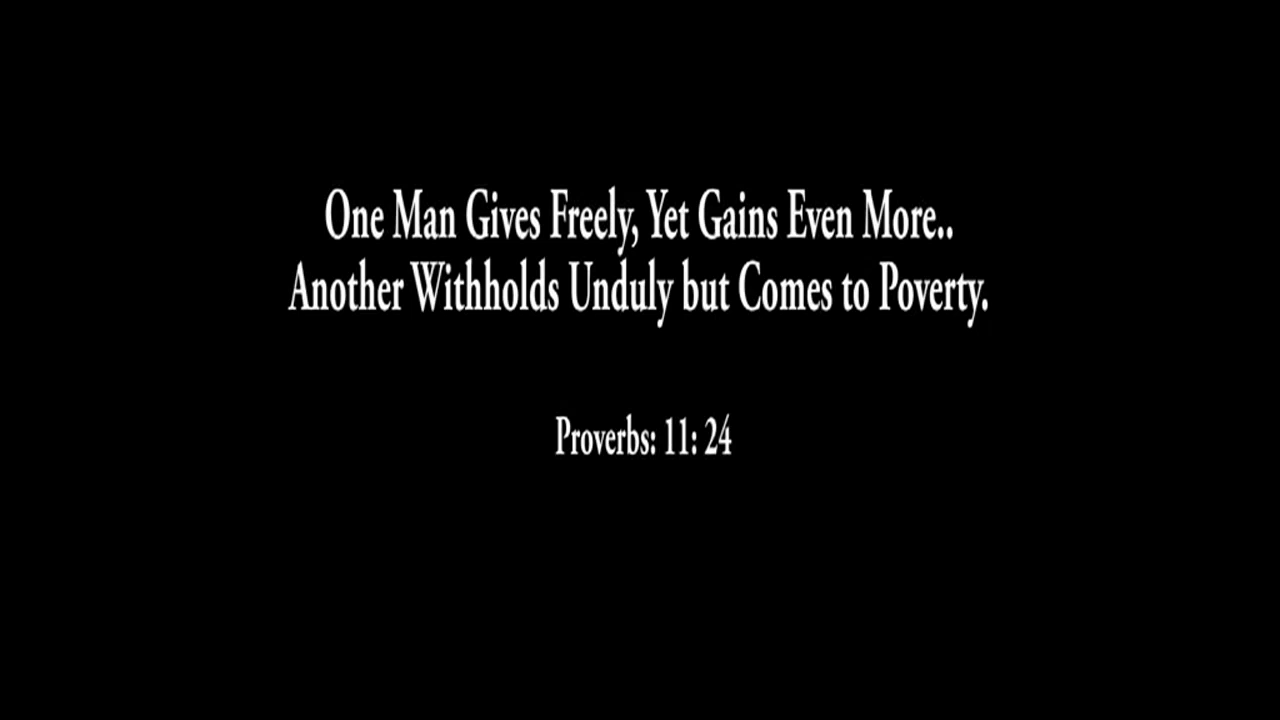 One Man Gives Freely, Yet Gains Even More..
Another Withholds Unduly but Comes to Poverty.
Proverbs: 11: 24